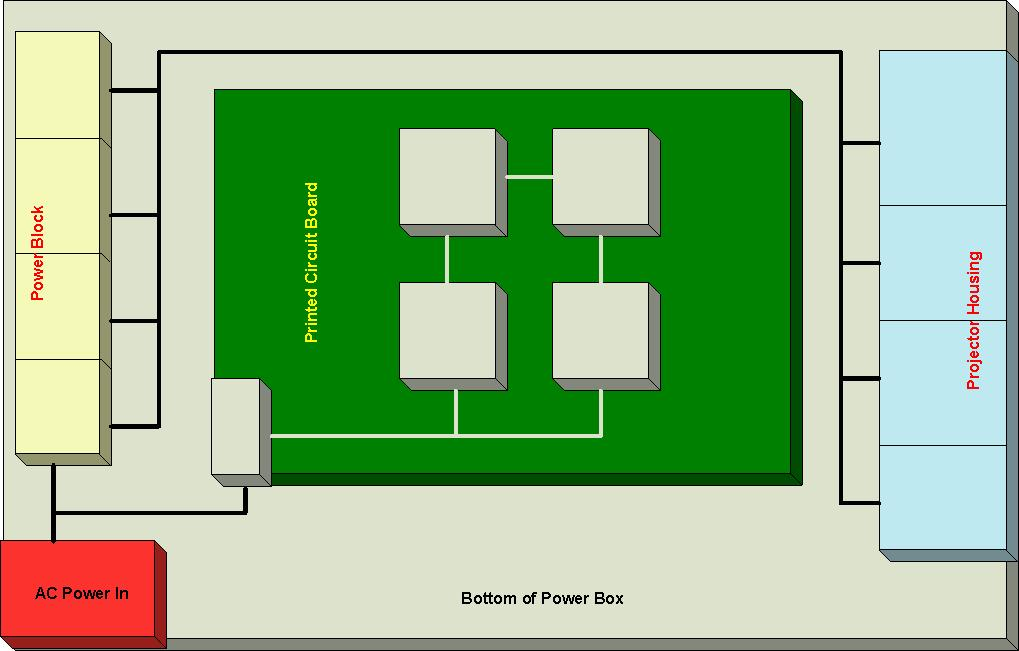 Power Block
Printed Circuit Board
Projector Housing
AC Power In
Bottom of Power Box